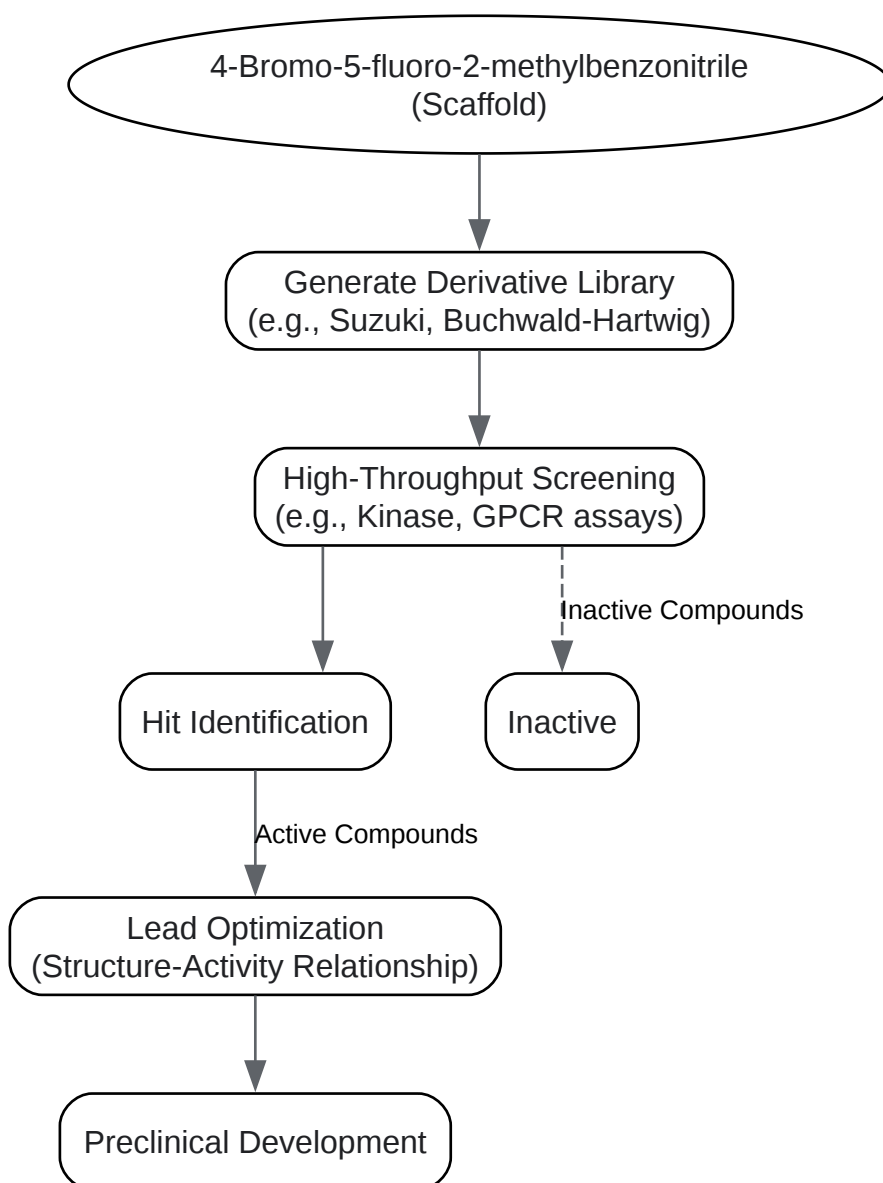 4-Bromo-5-fluoro-2-methylbenzonitrile
(Scaffold)
Generate Derivative Library
(e.g., Suzuki, Buchwald-Hartwig)
High-Throughput Screening
(e.g., Kinase, GPCR assays)
Inactive Compounds
Hit Identification
Inactive
Active Compounds
Lead Optimization
(Structure-Activity Relationship)
Preclinical Development